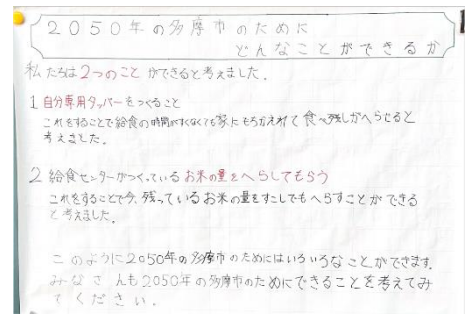 2050年の多摩市のために
どんなことができるか
私たちは2つのことができると考えました。
1 自分専用タッパーをつくること
これをすることで給食の時間がすくなくても家にもちかえれて食べ残しがへらせると
考えました。
2 給食センターがつくっているお米の量をへらしてもらう
これをすることで今、残っているお米の量をすこしでもへらすことができる
と考えました。
このように2050年の多摩市のためにはいろいろなことができます。
みなさんも2050年の多摩市のためにできることを考えてみ
てください。